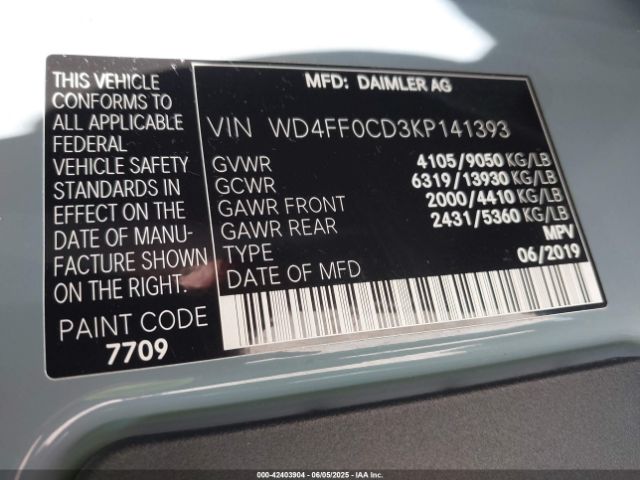 THIS VEHICLE
CONFORMS TO
ALL APPLICABLE
FEDERAL
VEHICLE SAFETY
STANDARDS IN
EFFECT ON THE
DATE OF MANU-
FACTURE SHOWN
ON THE RIGHT.
PAINT CODE
7709
MFD: DAIMLER AG
VIN WD4FF0CD3KP141393
GVWR 4105/9050 KG/LB
GCWR 6319/13930 KG/LB
GAWR FRONT 2000/4410 KG/LB
GAWR REAR 2431/5360 KG/LB
TYPE MPV
DATE OF MFD 06/2019
000-42403904 | 06/05/2025 | IAA Inc.